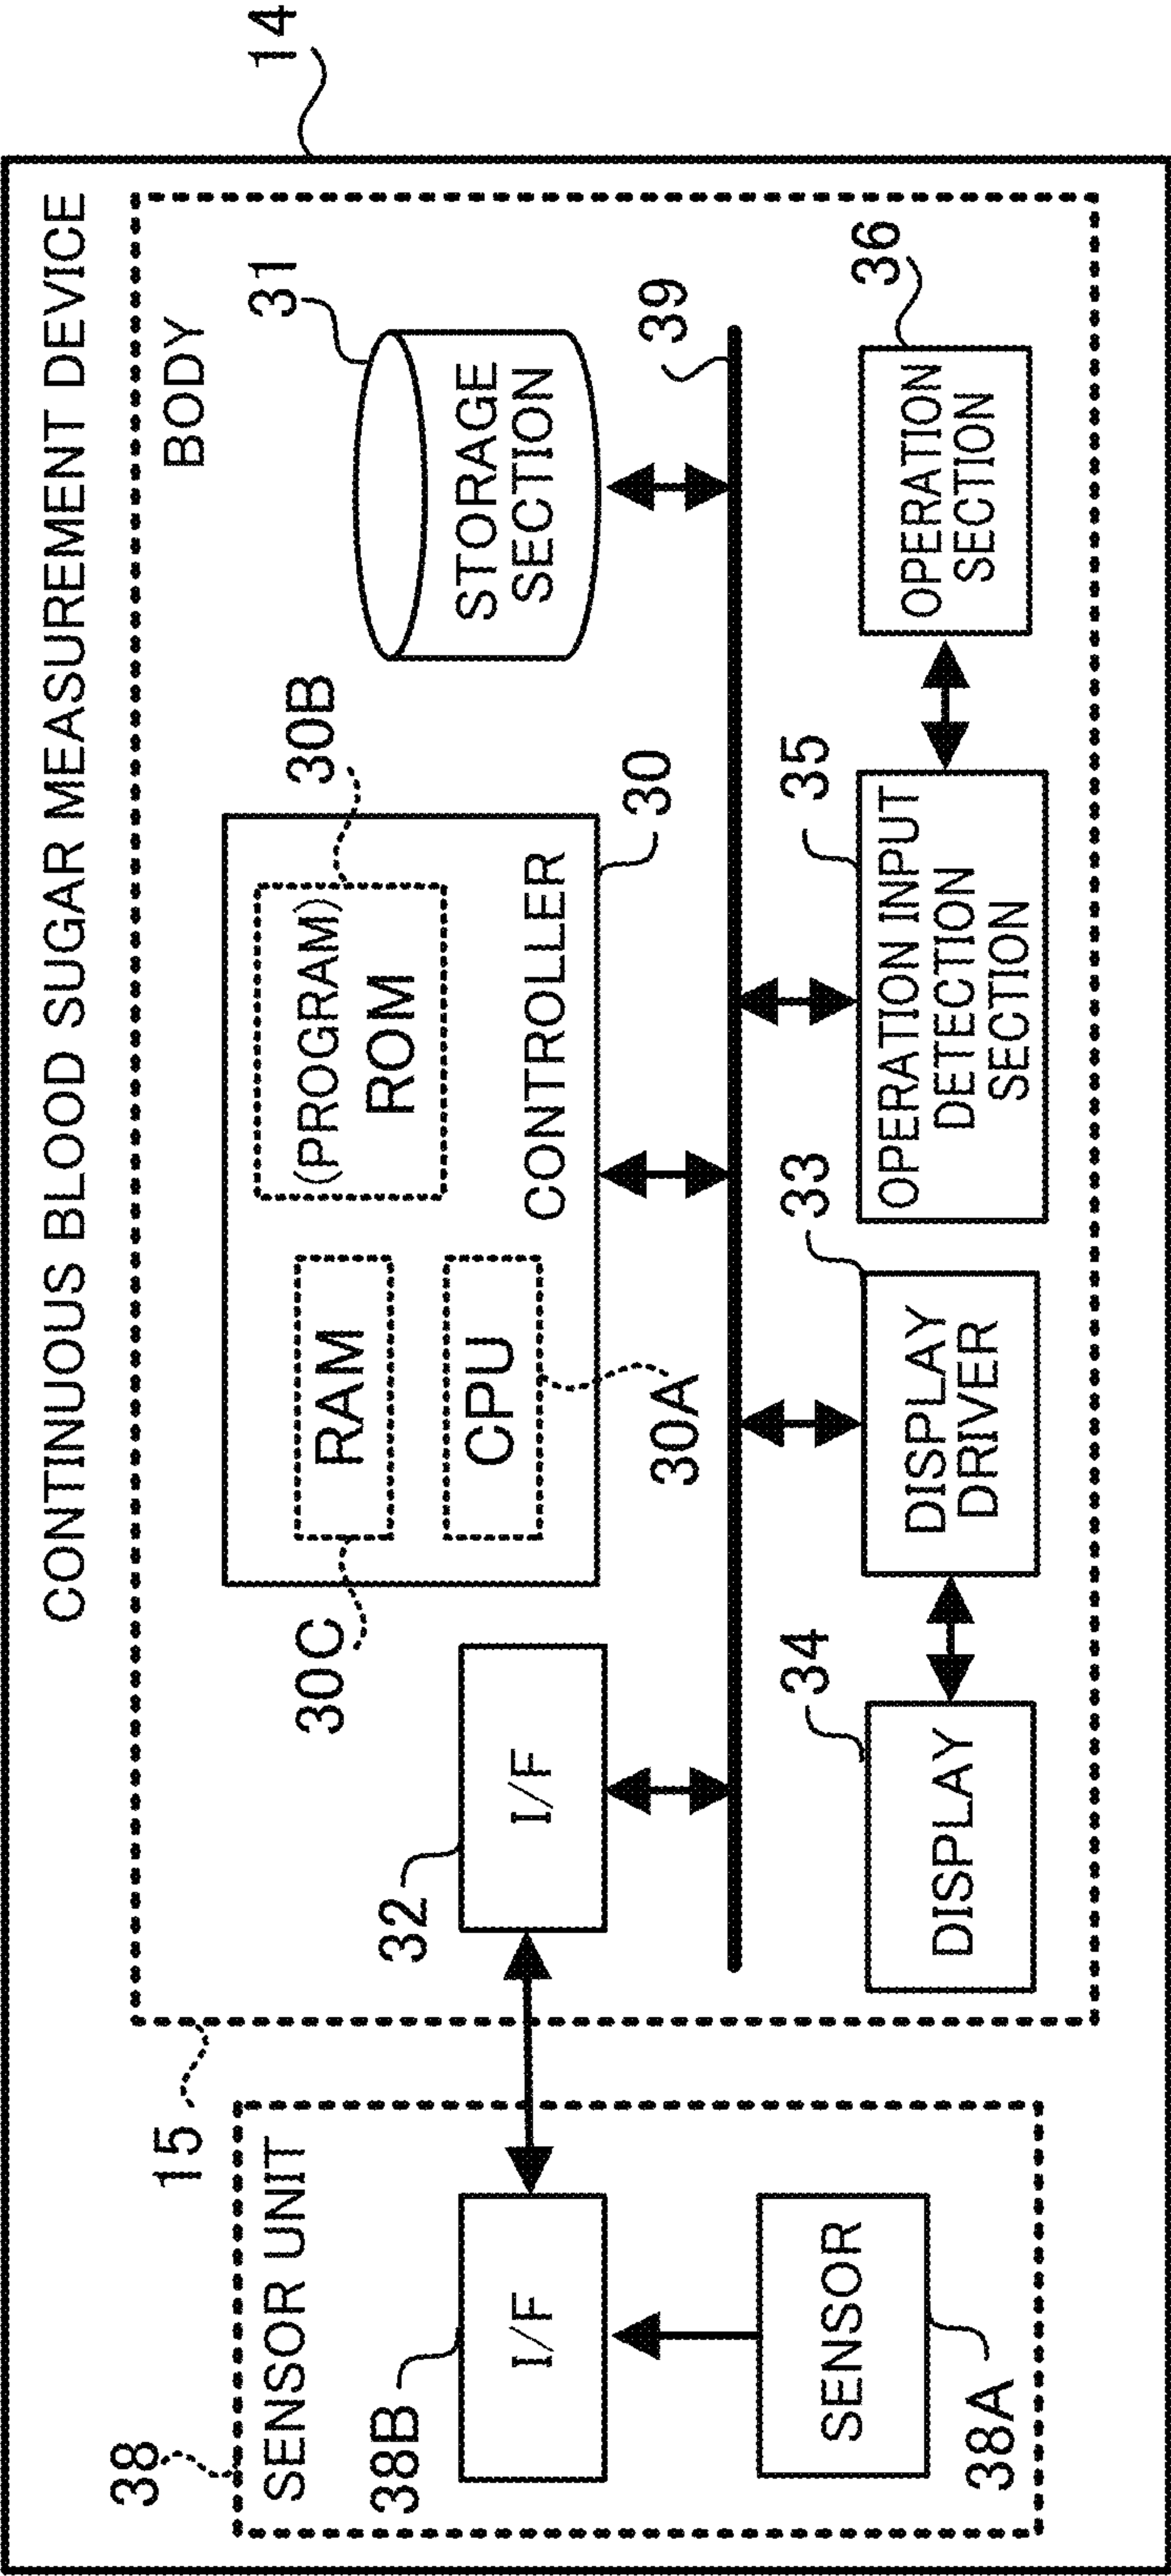 14
CONTINUOUS BLOOD SUGAR MEASUREMENT DEVICE
15
BODY
38
SENSOR UNIT
38B
I/F
SENSOR
38A
32
I/F
30C
RAM
CPU
30A
30B
(PROGRAM)
ROM
CONTROLLER
30
31
STORAGE
SECTION
39
34
DISPLAY
33
DISPLAY
DRIVER
35
OPERATION INPUT
DETECTION
SECTION
36
OPERATION
SECTION